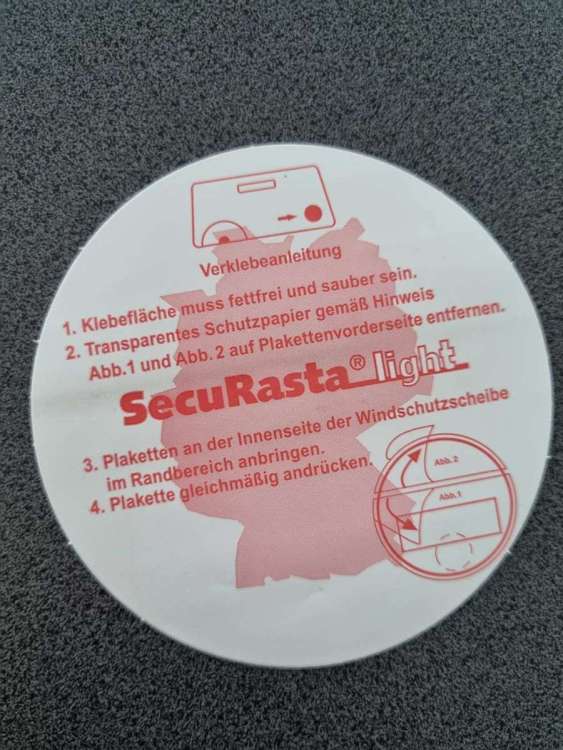 Verklebeanleitung
1. Klebefläche muss fettfrei und sauber sein.
2. Transparentes Schutzpapier gemäß Hinweis
Abb.1 und Abb. 2 auf Plakettenvorderseite entfernen.
SecuRasta® light
3. Plaketten an der Innenseite der Windschutzscheibe
im Randbereich anbringen.
4. Plakette gleichmäßig andrücken.
Abb. 2
Abb. 1